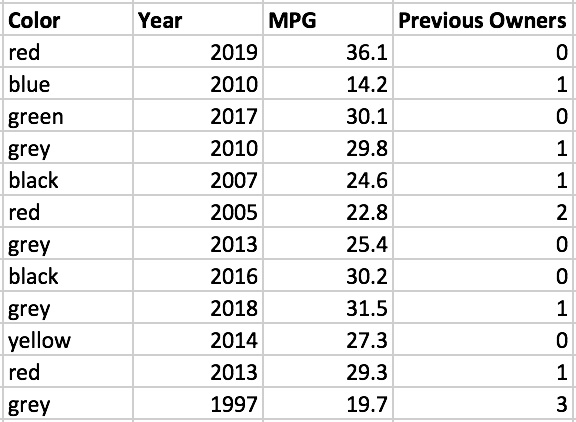 Color Year MPG Previous Owners
red 2019 36.1 0
blue 2010 14.2 1
green 2017 30.1 0
grey 2010 29.8 1
black 2007 24.6 1
red 2005 22.8 2
grey 2013 25.4 0
black 2016 30.2 0
grey 2018 31.5 1
yellow 2014 27.3 0
red 2013 29.3 1
grey 1997 19.7 3